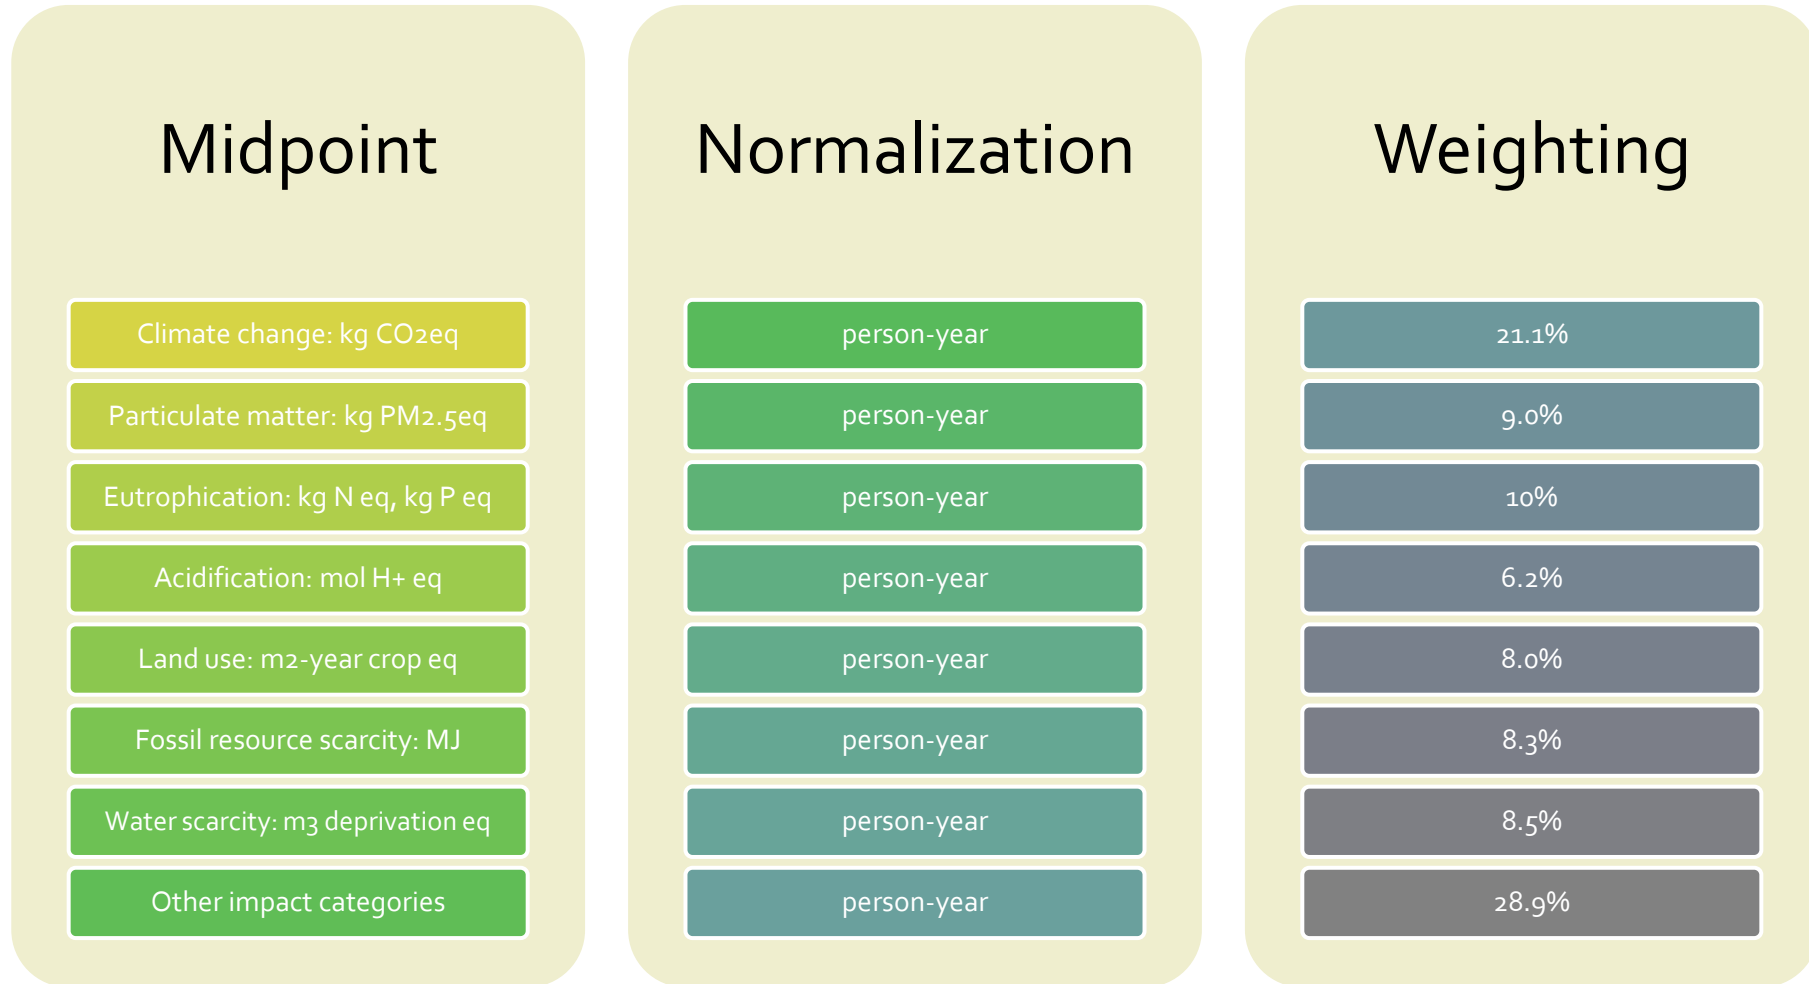 Midpoint
Climate change: kg CO2eq
Particulate matter: kg PM2.5eq
Eutrophication: kg N eq, kg P eq
Acidification: mol H+ eq
Land use: m2-year crop eq
Fossil resource scarcity: MJ
Water scarcity: m3 deprivation eq
Other impact categories
Normalization
person-year
person-year
person-year
person-year
person-year
person-year
person-year
person-year
Weighting
21.1%
9.0%
10%
6.2%
8.0%
8.3%
8.5%
28.9%